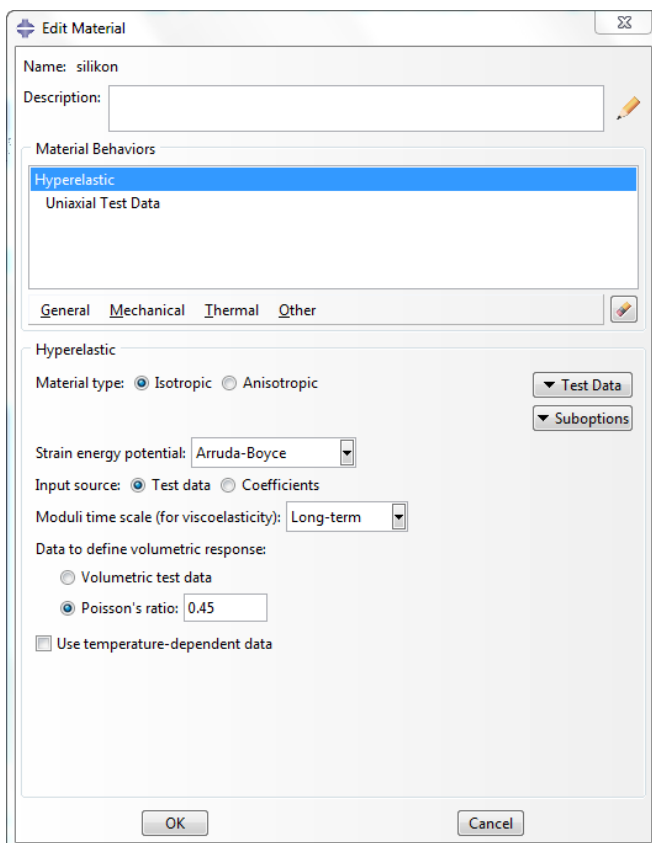 Edit Material
Name: silikon
Description:
Material Behaviors
Hyperelastic
Uniaxial Test Data
General Mechanical Thermal Other
Hyperelastic
Material type: Isotropic Anisotropic
Test Data
Suboptions
Strain energy potential: Arruda-Boyce
Input source: Test data Coefficients
Moduli time scale (for viscoelasticity): Long-term
Data to define volumetric response:
Volumetric test data
Poisson's ratio: 0.45
Use temperature-dependent data
OK Cancel